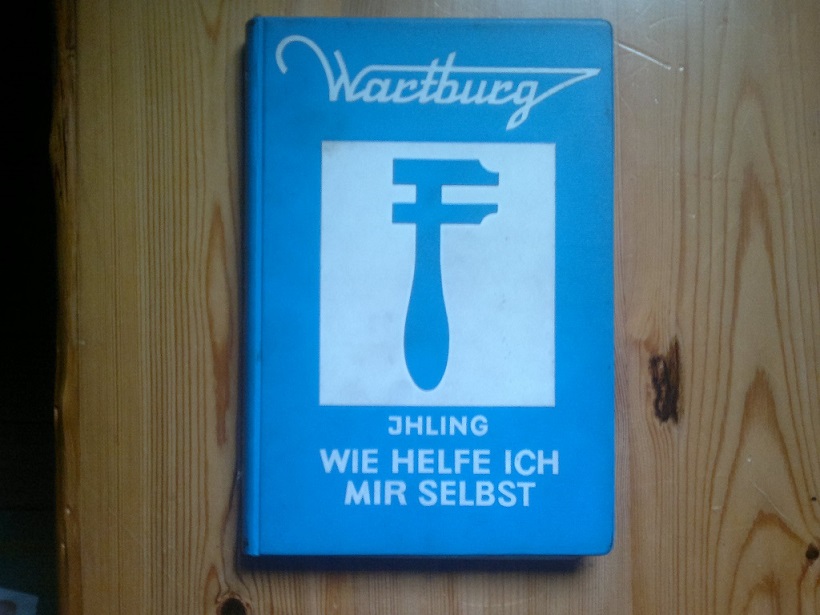 Wartburg
JHLING
WIE HELFE ICH
MIR SELBST